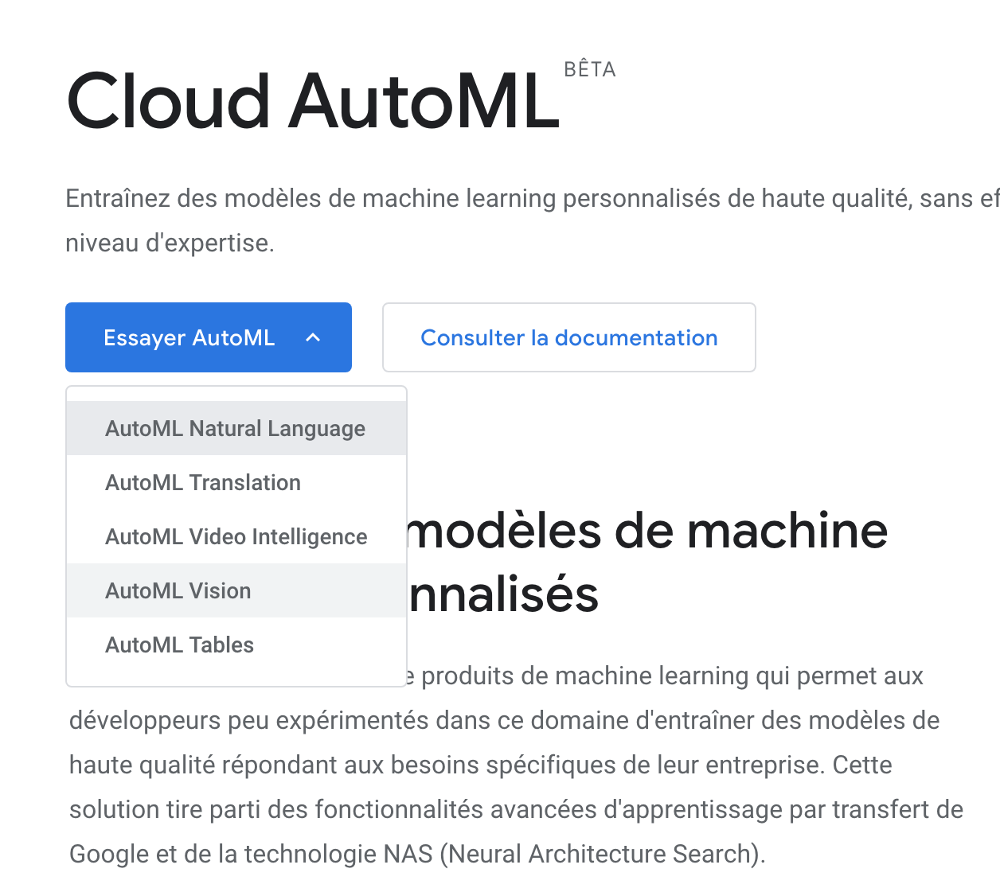 Cloud AutoML BÊTA
Entraînez des modèles de machine learning personnalisés de haute qualité, sans
niveau d'expertise.
Essayer AutoML
Consulter la documentation
AutoML Natural Language
AutoML Translation
AutoML Video Intelligence
AutoML Vision
AutoML Tables
modèles de machine
nnalisés
produits de machine learning qui permet aux
développeurs peu expérimentés dans ce domaine d'entraîner des modèles de
haute qualité répondant aux besoins spécifiques de leur entreprise. Cette
solution tire parti des fonctionnalités avancées d'apprentissage par transfert de
Google et de la technologie NAS (Neural Architecture Search).